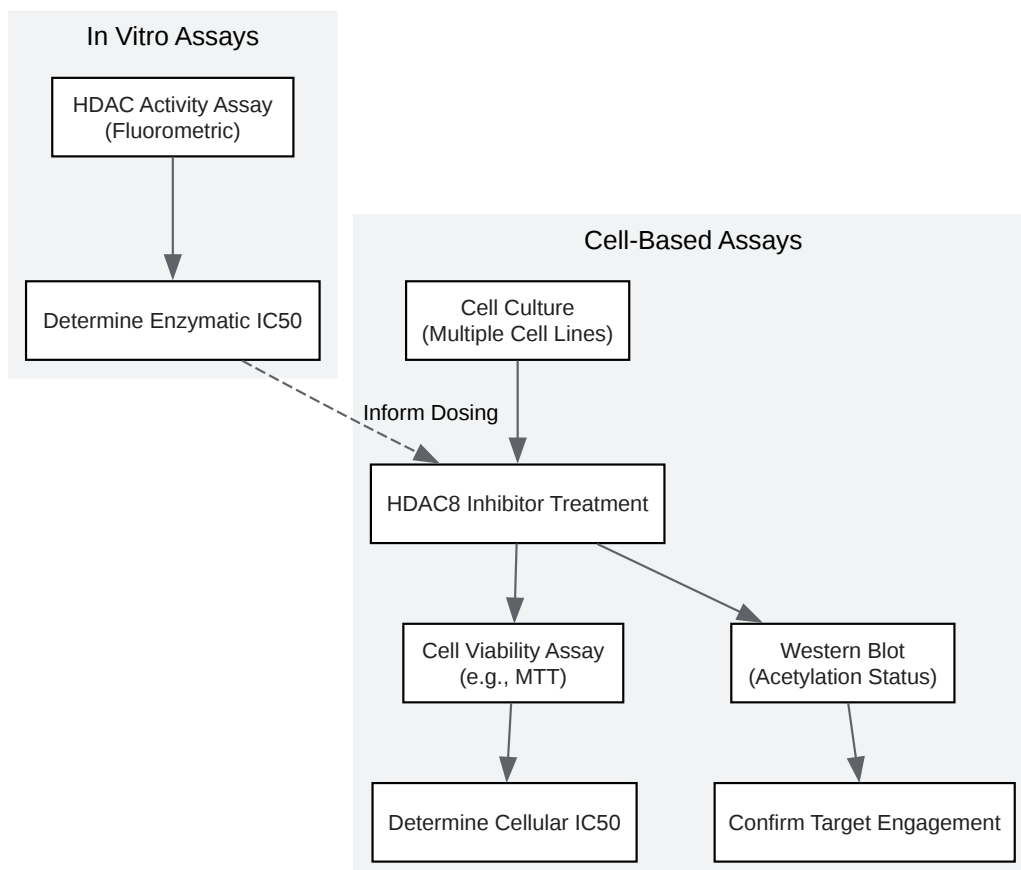 In Vitro Assays
HDAC Activity Assay
(Fluorometric)
Determine Enzymatic IC50
Cell-Based Assays
Cell Culture
(Multiple Cell Lines)
Inform Dosing
HDAC8 Inhibitor Treatment
Cell Viability Assay
(e.g., MTT)
Western Blot
(Acetylation Status)
Determine Cellular IC50
Confirm Target Engagement